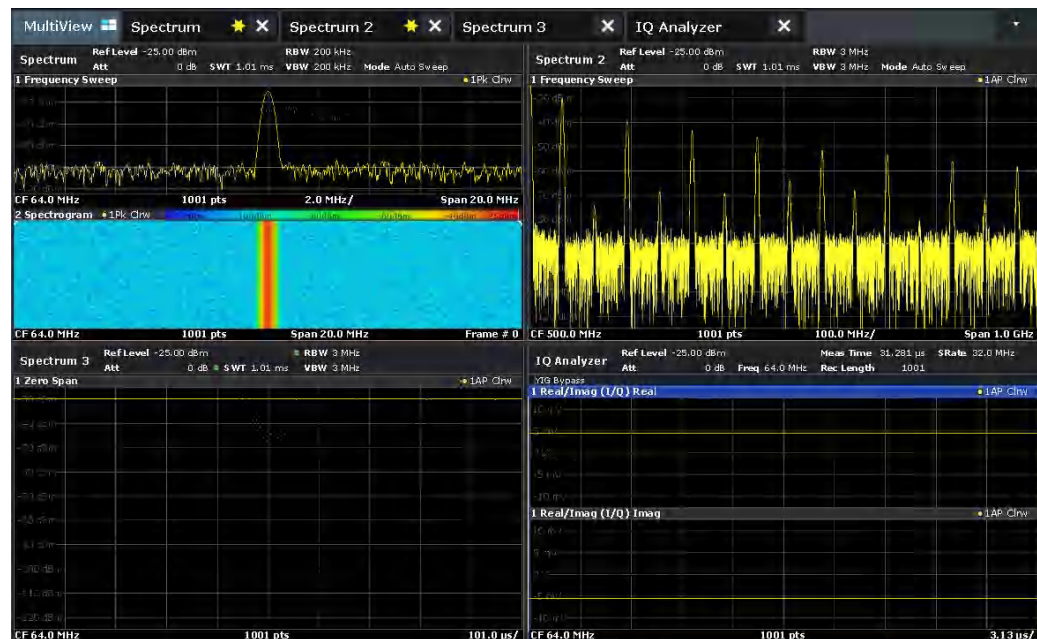 MultiView Spectrum Spectrum 2 Spectrum 3 IQ Analyzer
Spectrum
Ref Level -25.00 dBm RBW 200 kHz
Att 0 dB SWT 1.01 ms VBW 200 kHz Mode Auto Sweep
1 Frequency Sweep 1Pk Clrw
CF 64.0 MHz 1001 pts 2.0 MHz/ Span 20.0 MHz
2 Spectrogram 1Pk Clrw
CF 64.0 MHz 1001 pts Span 20.0 MHz Frame # 0
Spectrum 2
Ref Level -25.00 dBm RBW 3 MHz
Att 0 dB SWT 1.01 ms VBW 3 MHz Mode Auto Sweep
1 Frequency Sweep 1AP Clrw
CF 500.0 MHz 1001 pts 100.0 MHz/ Span 1.0 GHz
Spectrum 3
Ref Level -25.00 dBm RBW 3 MHz
Att 0 dB SWT 1.01 ms VBW 3 MHz
1 Zero Span 1AP Clrw
CF 64.0 MHz 1001 pts 101.0 µs/
IQ Analyzer
Ref Level -25.00 dBm Meas Time 31.281 µs SRate 32.0 MHz
Att 0 dB Freq 64.0 MHz Rec Length 1001
YIG Bypass
1 Real/Imag (I/Q) Real 1AP Clrw
1 Real/Imag (I/Q) Imag 1AP Clrw
CF 64.0 MHz 1001 pts 3.13 µs/